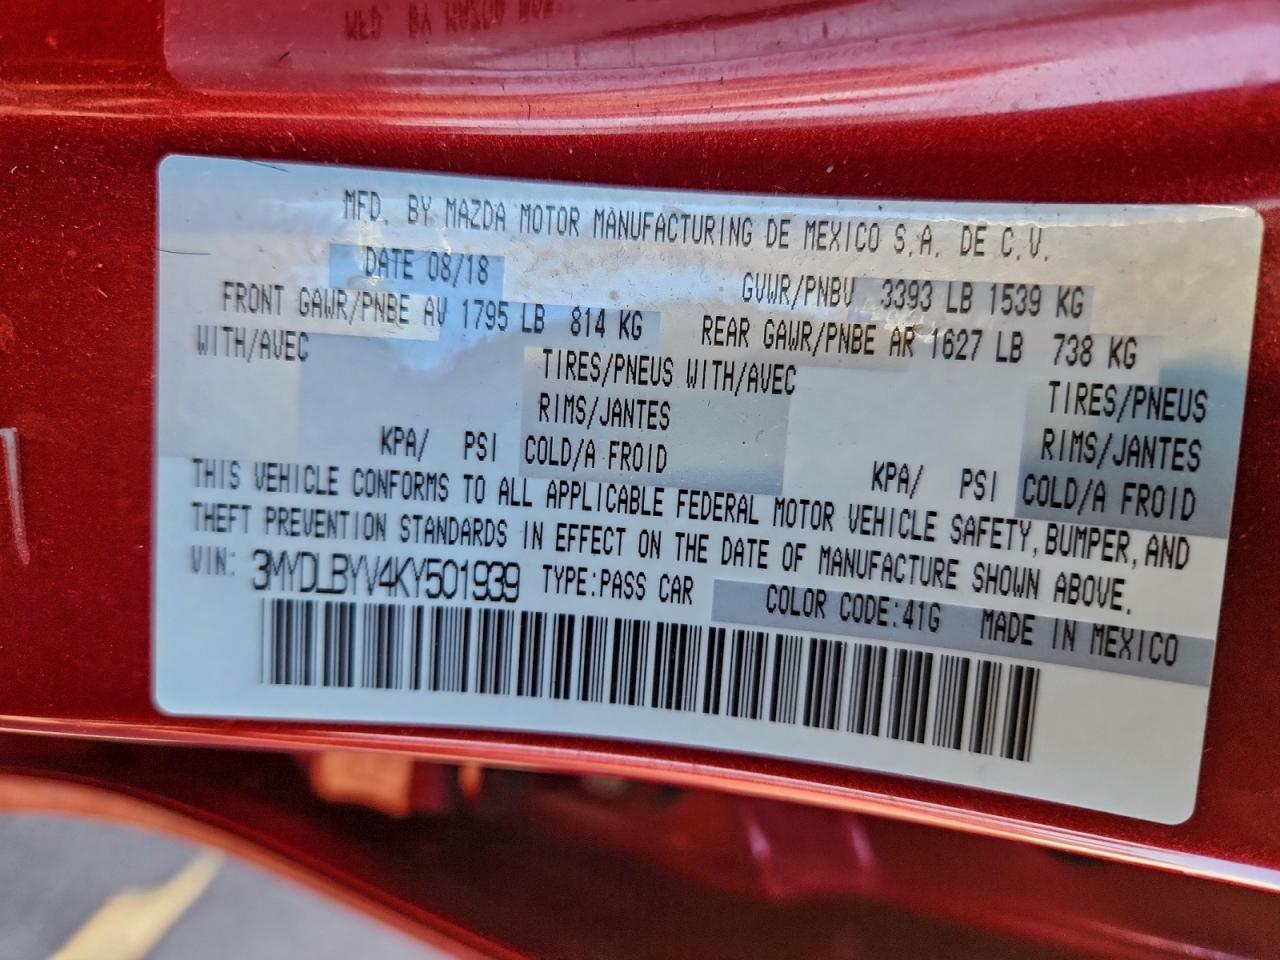 MFD. BY MAZDA MOTOR MANUFACTURING DE MEXICO S.A. DE C.V.
DATE 08/18 GVWR/PNBV 3393 LB 1539 KG
FRONT GAWR/PNBE AV 1795 LB 814 KG REAR GAWR/PNBE AR 1627 LB 738 KG
WITH/AVEC TIRES/PNEUS WITH/AVEC TIRES/PNEUS
RIMS/JANTES RIMS/JANTES
KPA/ PSI COLD/A FROID KPA/ PSI COLD/A FROID
THIS VEHICLE CONFORMS TO ALL APPLICABLE FEDERAL MOTOR VEHICLE SAFETY, BUMPER, AND
THEFT PREVENTION STANDARDS IN EFFECT ON THE DATE OF MANUFACTURE SHOWN ABOVE.
VIN: 3MYDLBYV4KY501939 TYPE:PASS CAR COLOR CODE:41G MADE IN MEXICO